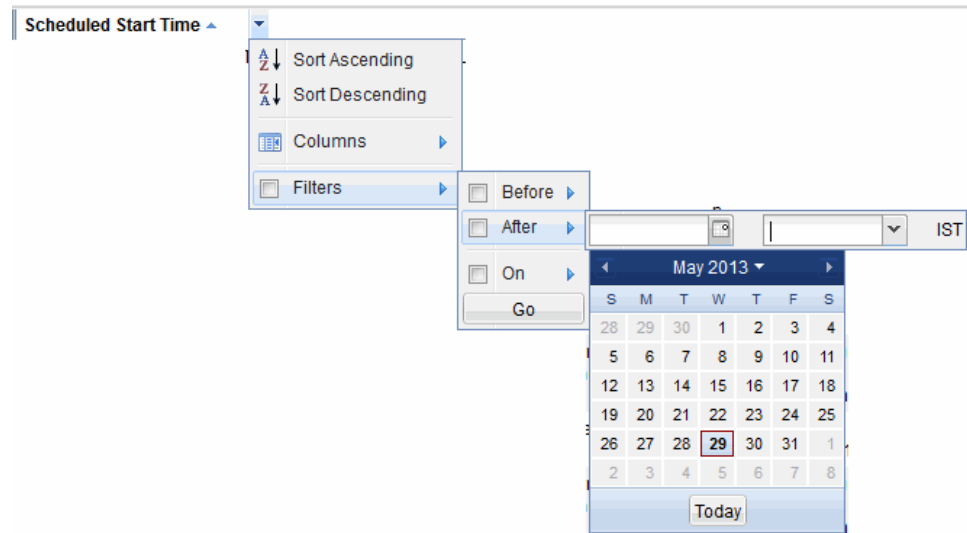 Scheduled Start Time
Sort Ascending
Sort Descending
Columns
Filters
Before
After
IST
On
Go
May 2013
S M T W T F S
28 29 30 1 2 3 4
5 6 7 8 9 10 11
12 13 14 15 16 17 18
19 20 21 22 23 24 25
26 27 28 29 30 31 1
2 3 4 5 6 7 8
Today